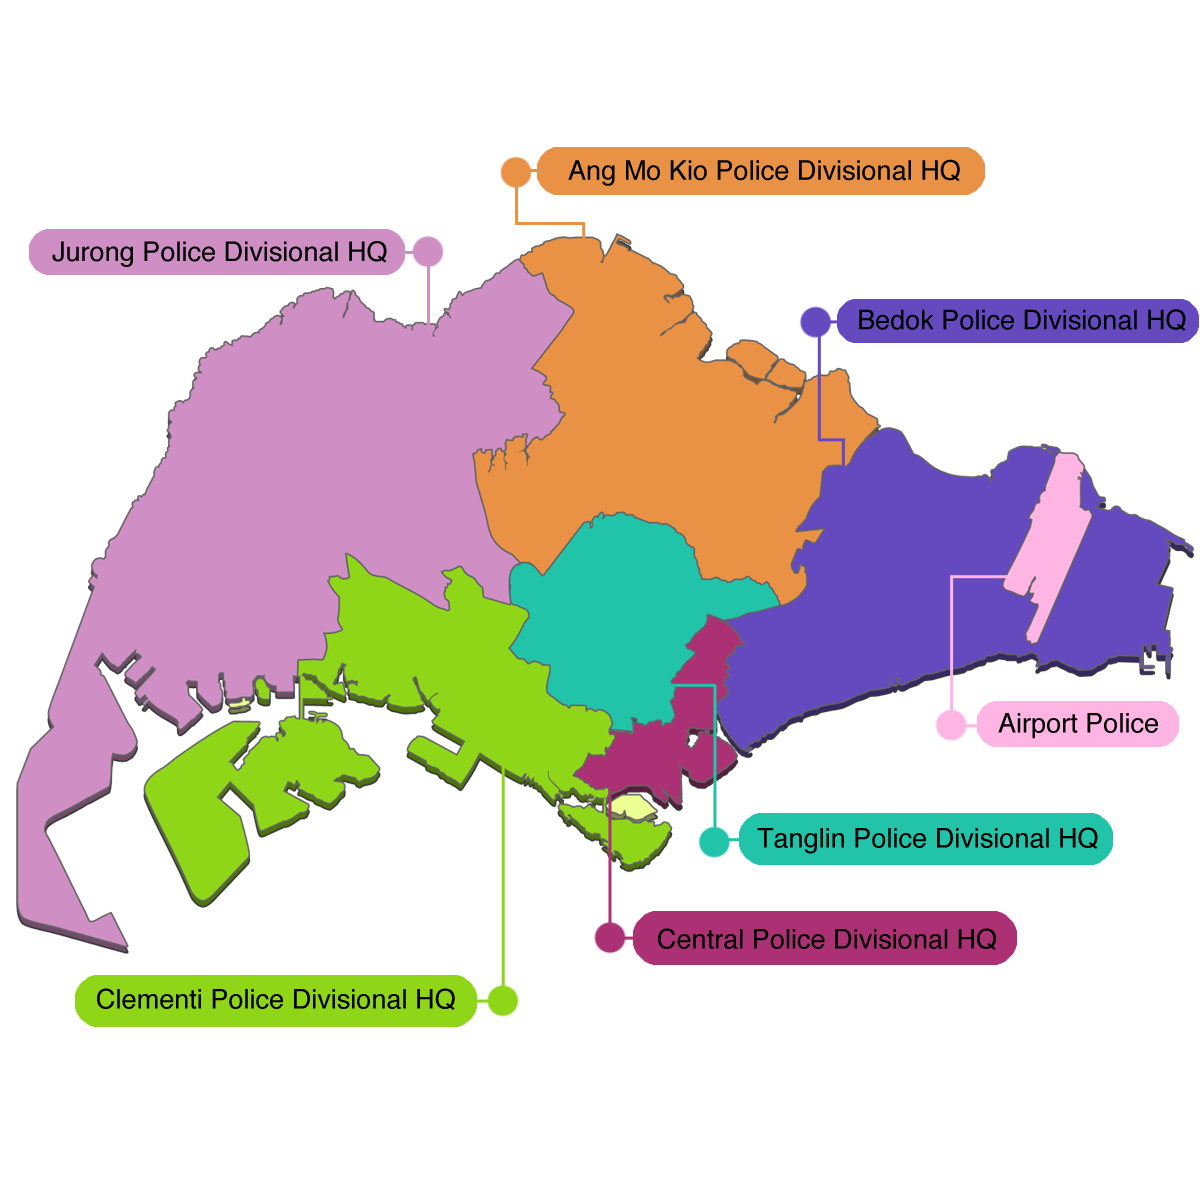 Ang Mo Kio Police Divisional HQ
Jurong Police Divisional HQ
Bedok Police Divisional HQ
Airport Police
Tanglin Police Divisional HQ
Central Police Divisional HQ
Clementi Police Divisional HQ